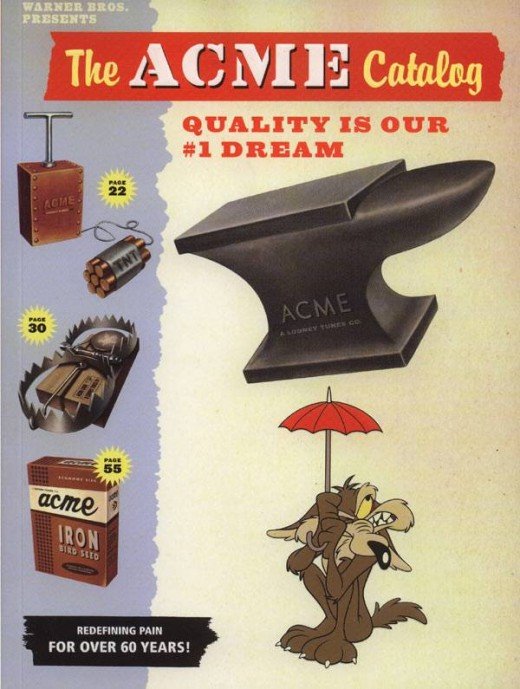 WARNER BROS.
PRESENTS
The ACME Catalog
QUALITY IS OUR
#1 DREAM
ACME
PAGE
22
TNT
ACME
A LOONEY TUNES CO.
PAGE
30
PAGE
55
acme
IRON
BIRD SEED
REDEFINING PAIN
FOR OVER 60 YEARS!